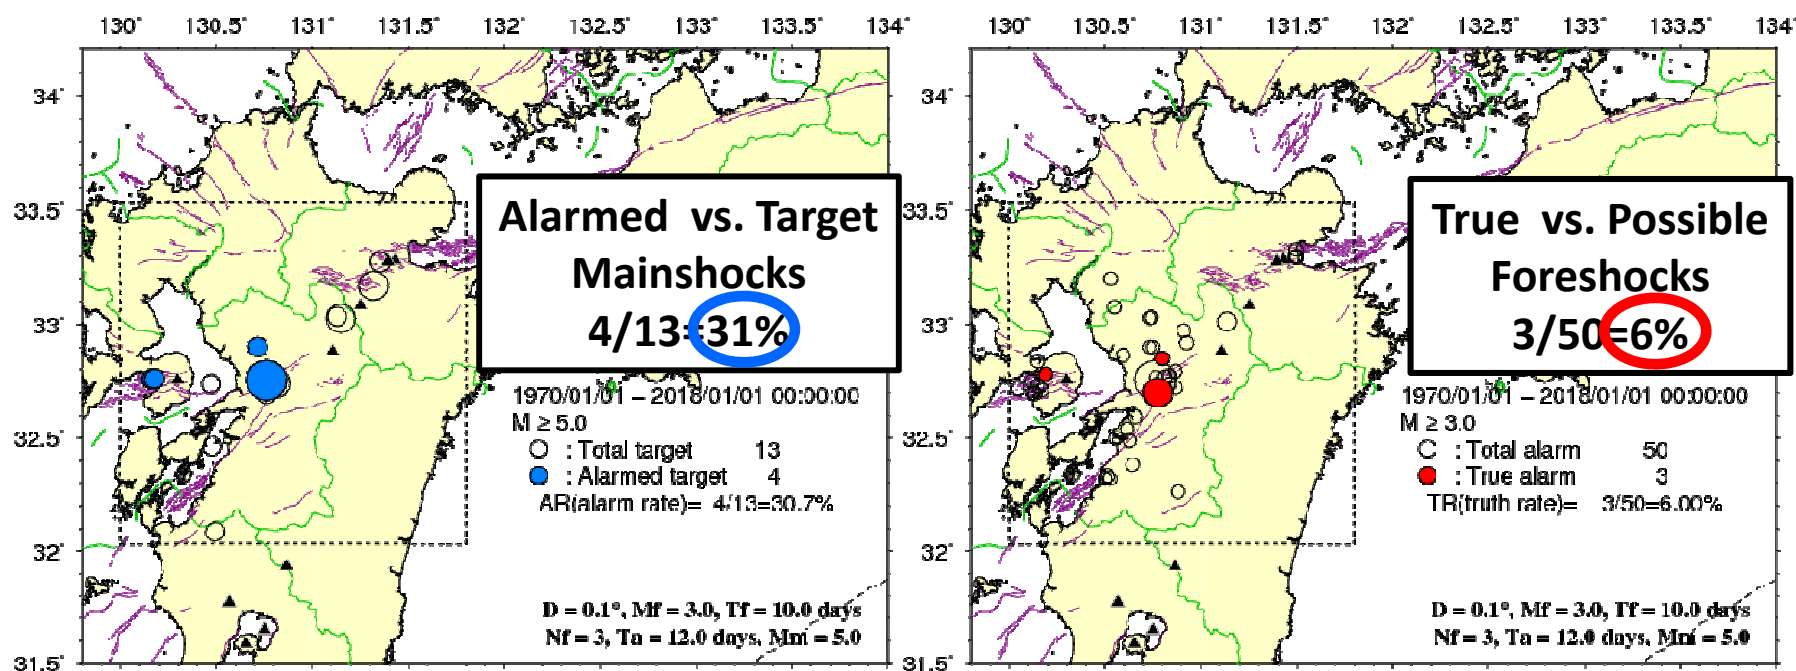 130° 130.5° 131° 131.5° 132° 132.5° 133° 133.5° 134°
34°
33.5°
33°
32.5°
32°
31.5°
Alarmed vs. Target
Mainshocks
4/13=31%
1970/01/01 – 2018/01/01 00:00:00
M ≥ 5.0
: Total target 13
: Alarmed target 4
AR(alarm rate)= 4/13=30.7%
D = 0.1°, Mf = 3.0, Tf = 10.0 days
Nf = 3, Ta = 12.0 days, Mm = 5.0
130° 130.5° 131° 131.5° 132° 132.5° 133° 133.5° 134°
34°
33.5°
33°
32.5°
32°
31.5°
True vs. Possible
Foreshocks
3/50=6%
1970/01/01 – 2018/01/01 00:00:00
M ≥ 3.0
: Total alarm 50
: True alarm 3
TR(truth rate)= 3/50=6.00%
D = 0.1°, Mf = 3.0, Tf = 10.0 days
Nf = 3, Ta = 12.0 days, Mm = 5.0